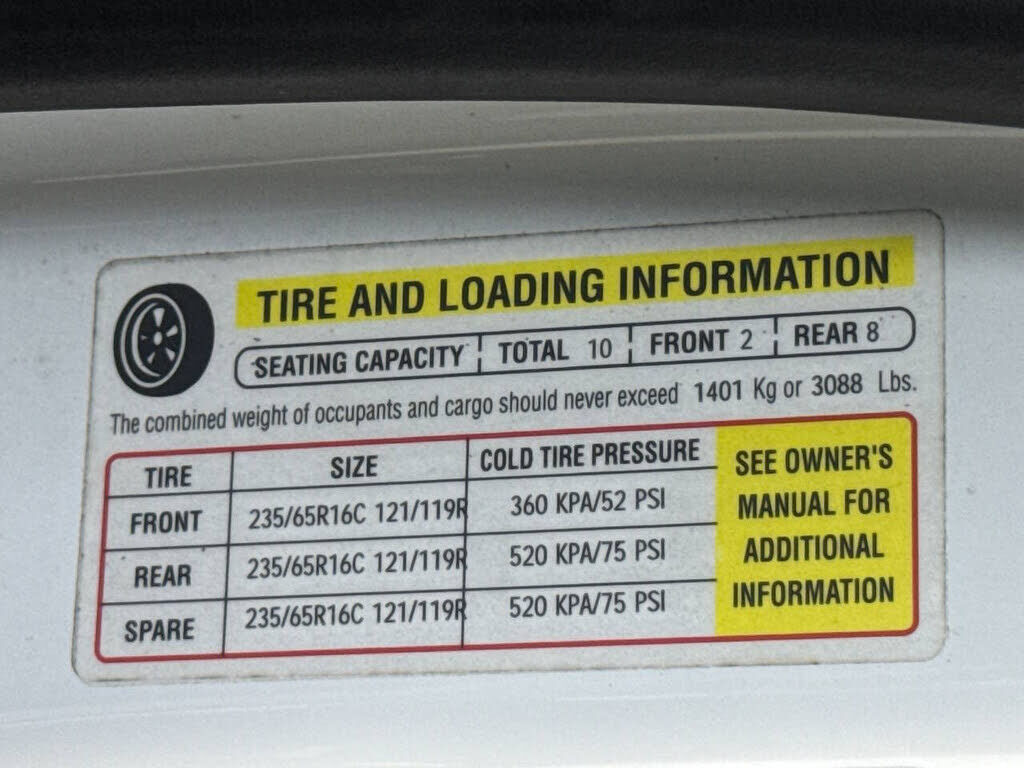 TIRE AND LOADING INFORMATION
SEATING CAPACITY TOTAL 10 FRONT 2 REAR 8
The combined weight of occupants and cargo should never exceed 1401 Kg or 3088 Lbs.
TIRE SIZE COLD TIRE PRESSURE
FRONT 235/65R16C 121/119R 360 KPA/52 PSI
REAR 235/65R16C 121/119R 520 KPA/75 PSI
SPARE 235/65R16C 121/119R 520 KPA/75 PSI
SEE OWNER'S
MANUAL FOR
ADDITIONAL
INFORMATION